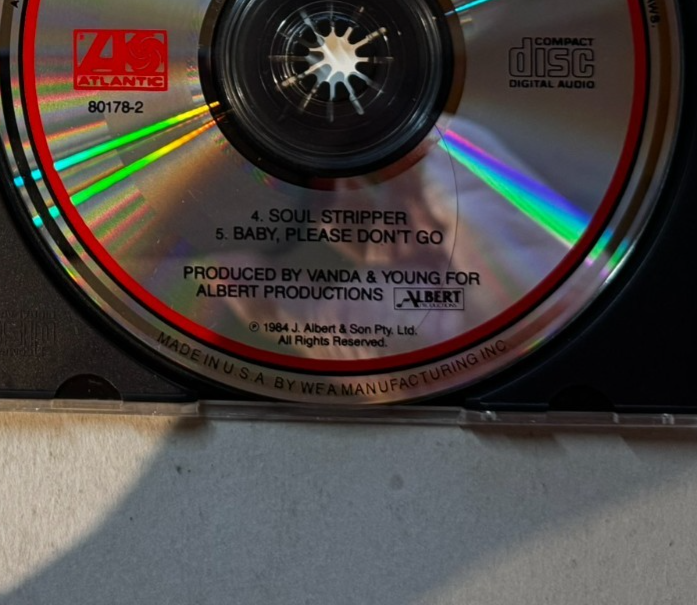 ATLANTIC
80178-2
COMPACT
disc
DIGITAL AUDIO
4. SOUL STRIPPER
5. BABY, PLEASE DON'T GO
PRODUCED BY VANDA & YOUNG FOR
ALBERT PRODUCTIONS ALBERT
PRODUCTIONS
℗ 1984 J. Albert & Son Pty. Ltd.
All Rights Reserved.
MADE IN U S A BY WEA MANUFACTURING INC.